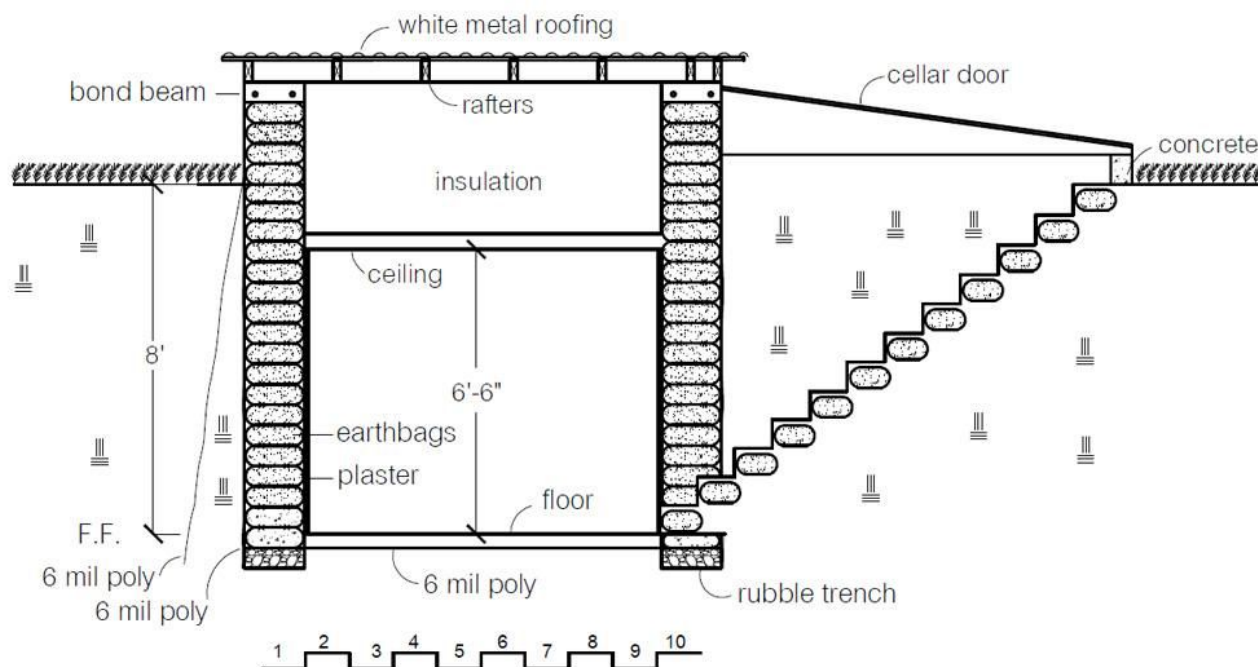 white metal roofing
cellar door
bond beam
rafters
concrete
insulation
ceiling
8'
6'-6"
earthbags
plaster
floor
F.F.
6 mil poly
6 mil poly
6 mil poly
rubble trench
1 2 3 4 5 6 7 8 9 10